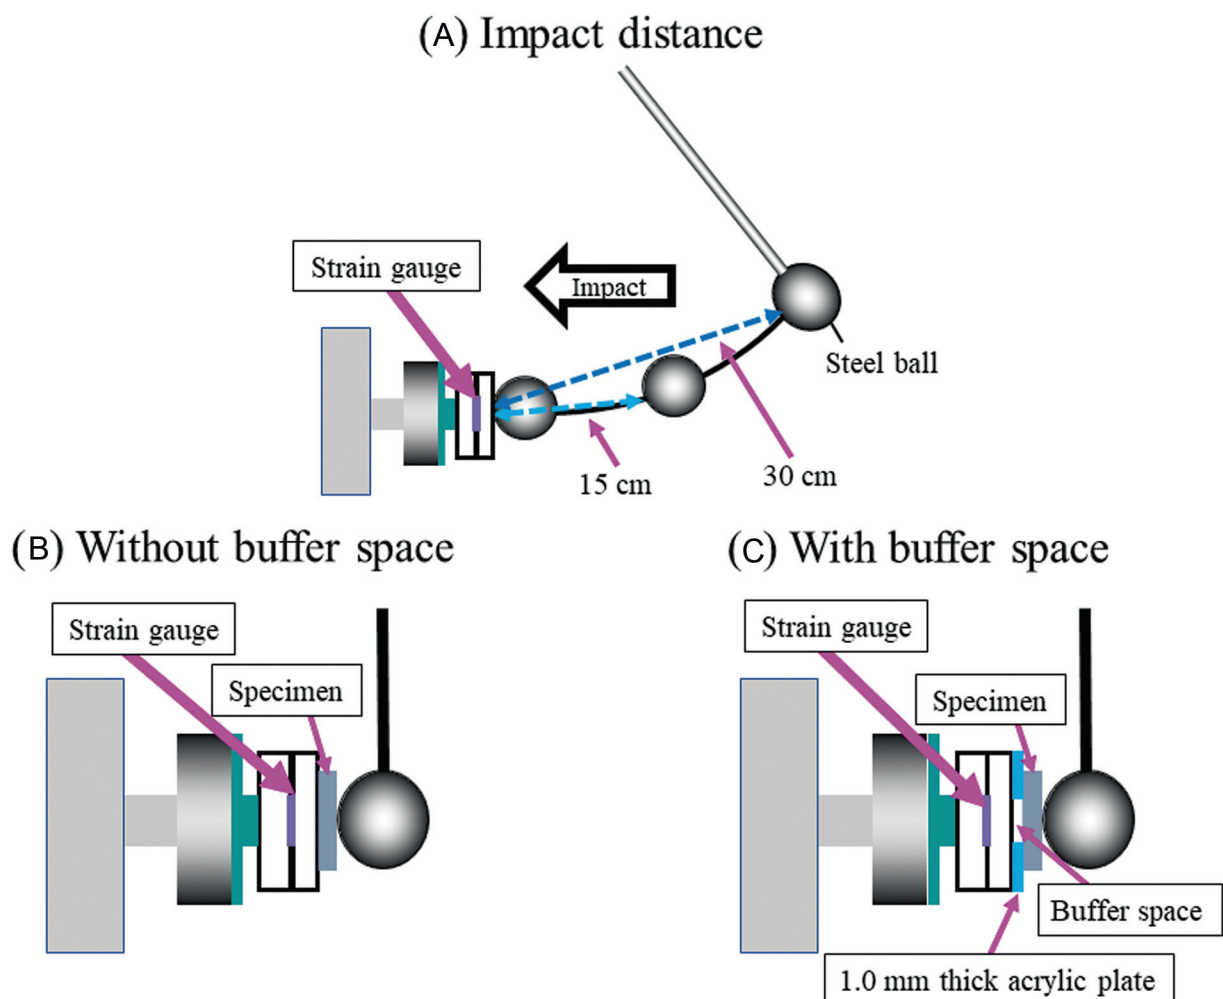 (A) Impact distance
Strain gauge
Impact
Steel ball
15 cm
30 cm
(B) Without buffer space
Strain gauge
Specimen
(C) With buffer space
Strain gauge
Specimen
Buffer space
1.0 mm thick acrylic plate